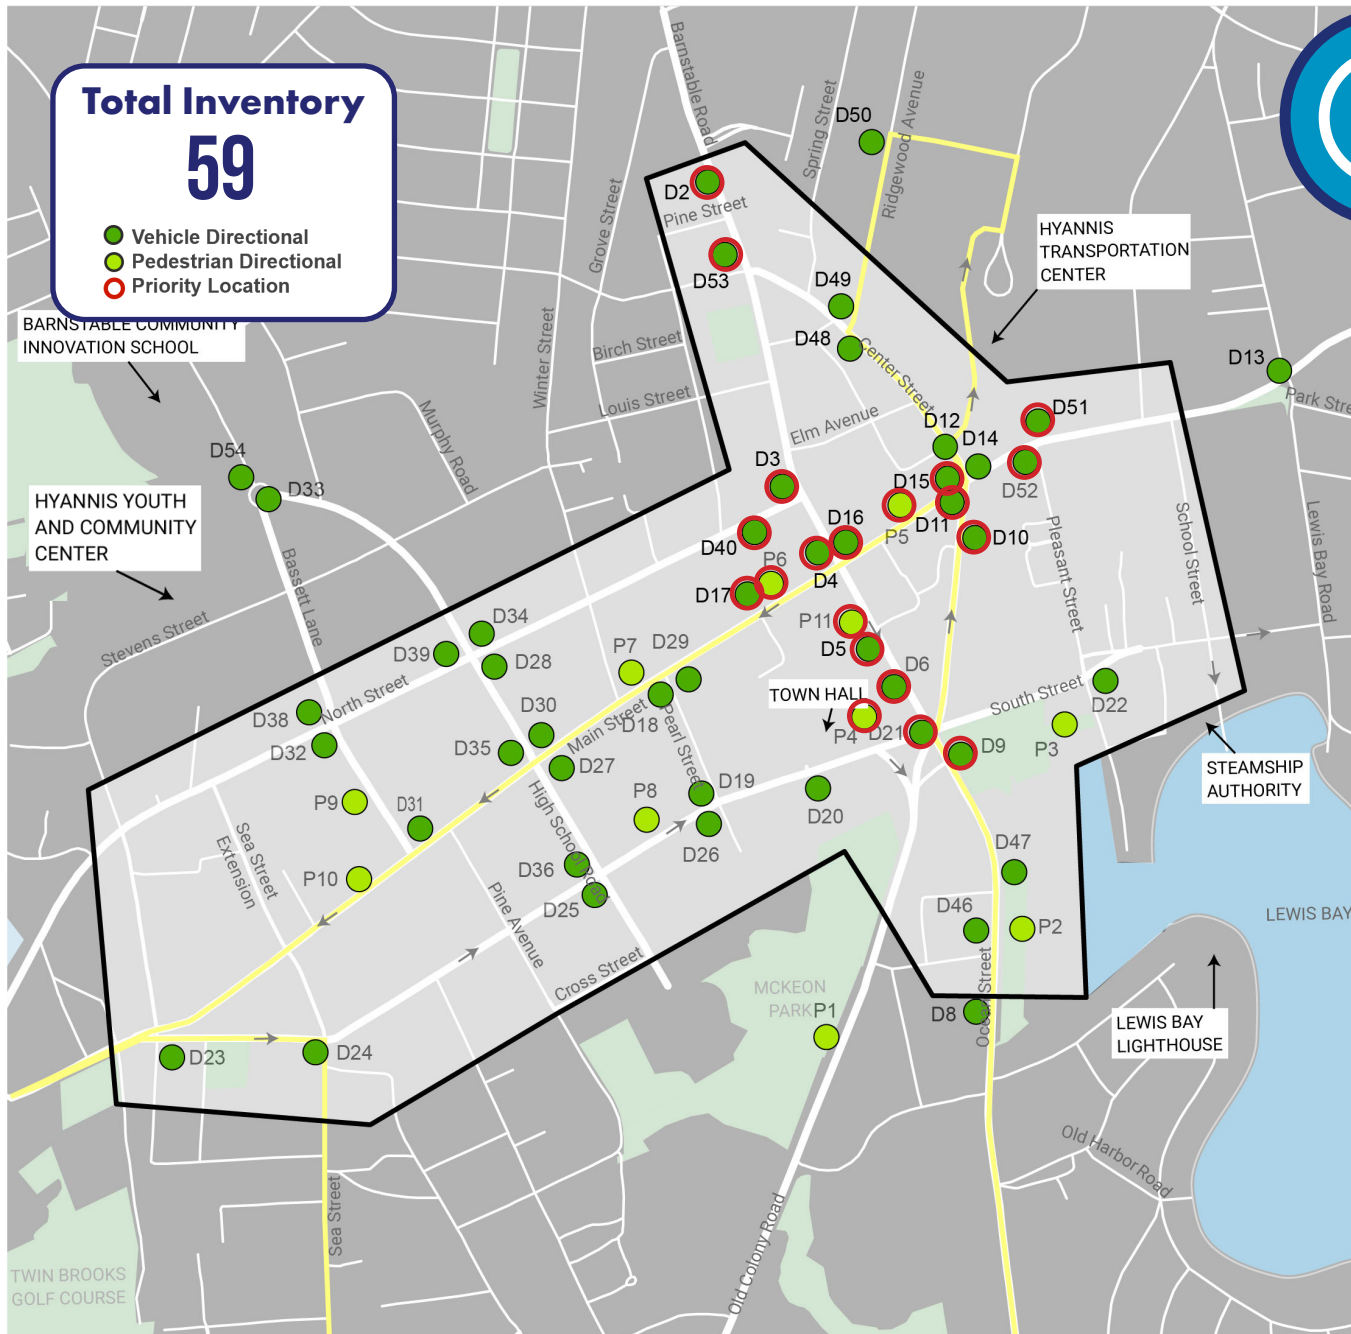 Total Inventory
59
Vehicle Directional
Pedestrian Directional
Priority Location
BARNSTABLE COMMUNITY
INNOVATION SCHOOL
HYANNIS YOUTH
AND COMMUNITY
CENTER
HYANNIS
TRANSPORTATION
CENTER
TOWN HALL
STEAMSHIP
AUTHORITY
LEWIS BAY
LIGHTHOUSE
LEWIS BAY
MCKEON
PARK
TWIN BROOKS
GOLF COURSE
Barnstable Road
Spring Street
Ridgewood Avenue
Pine Street
Grove Street
Birch Street
Winter Street
Louis Street
Murphy Road
Center Street
Elm Avenue
Park Stre
School Street
Lewis Bay Road
Pleasant Street
Bassett Lane
Stevens Street
North Street
Main Street
Pearl Street
South Street
High School Road
Sea Street
Extension
Pine Avenue
Cross Street
Ocean Street
Old Harbor Road
Old Colony Road
Sea Street
D50
D2
D53
D49
D48
D13
D51
D12
D14
D52
D3
D15
D11
P5
D10
D16
D40
D4
P6
D17
D54
D33
P11
D5
D6
D34
D39
D28
P7
D29
D18
P4
D21
D9
D22
P3
D38
D32
D30
D35
D27
P9
D31
P8
D19
D26
D20
P10
D36
D25
D47
D46
P2
D8
P1
D23
D24